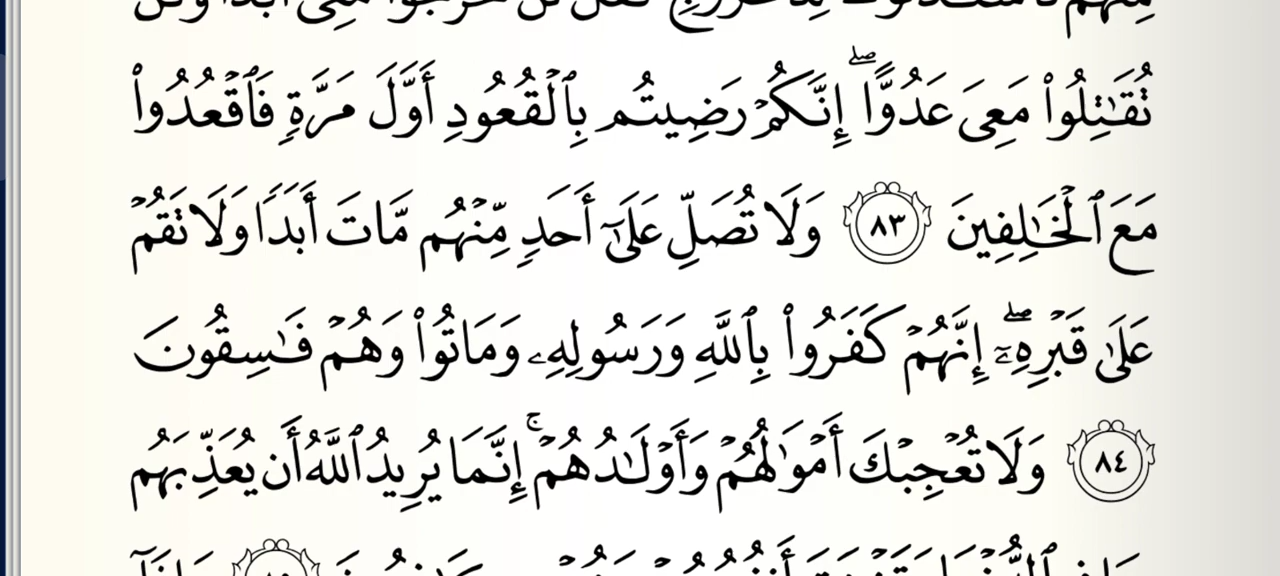 تُقَـٰتِلُوا۟ مَعِىَ عَدُوًّا ۖ إِنَّكُمْ رَضِيتُم بِٱلْقُعُودِ أَوَّلَ مَرَّةٍ فَٱقْعُدُوا۟
مَعَ ٱلْخَـٰلِفِينَ ٨٣ وَلَا تُصَلِّ عَلَىٰٓ أَحَدٍ مِّنْهُم مَّاتَ أَبَدًا وَلَا تَقُمْ
عَلَىٰ قَبْرِهِۦٓ ۖ إِنَّهُمْ كَفَرُوا۟ بِٱللَّهِ وَرَسُولِهِۦ وَمَاتُوا۟ وَهُمْ فَـٰسِقُونَ
٨٤ وَلَا تُعْجِبْكَ أَمْوَٰلُهُمْ وَأَوْلَـٰدُهُمْ ۚ إِنَّمَا يُرِيدُ ٱللَّهُ أَن يُعَذِّبَهُم